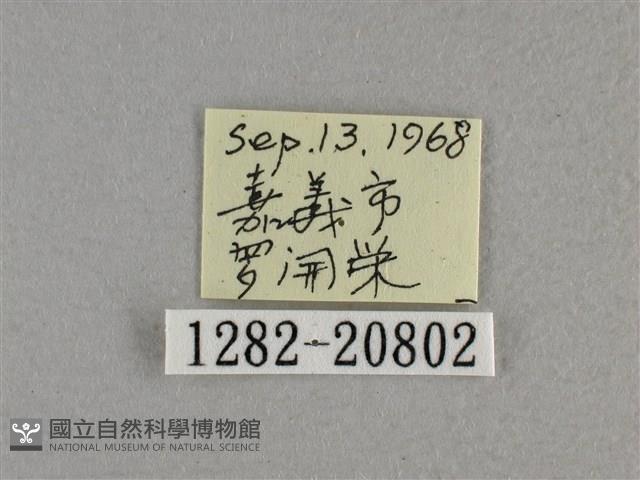 Sep. 13. 1968
嘉義市
罗開栄
1282-20802
國立自然科學博物館
NATIONAL MUSEUM OF NATURAL SCIENCE